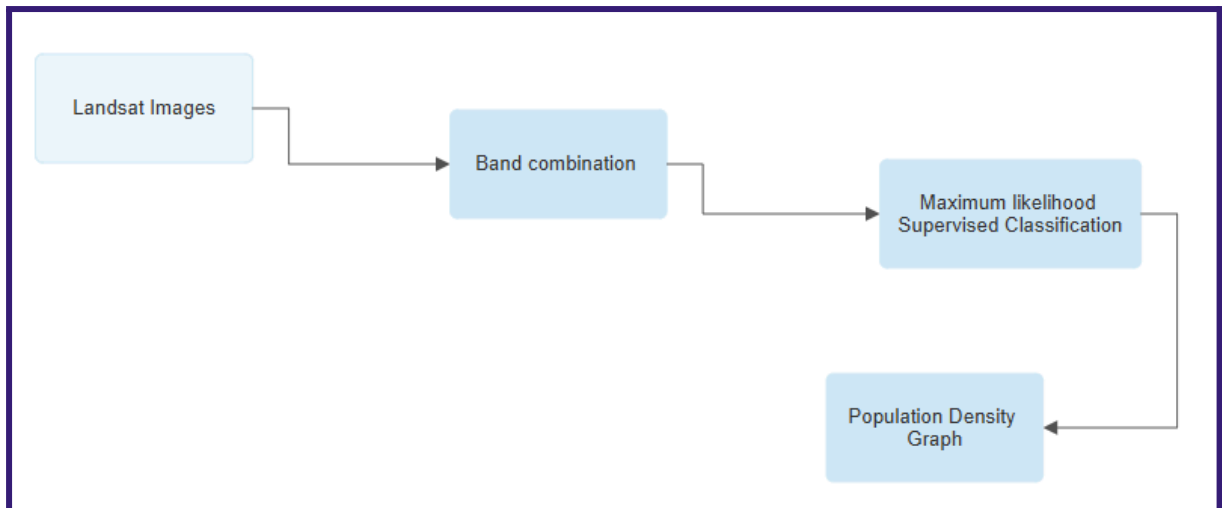 Landsat Images
Band combination
Maximum likelihood
Supervised Classification
Population Density
Graph